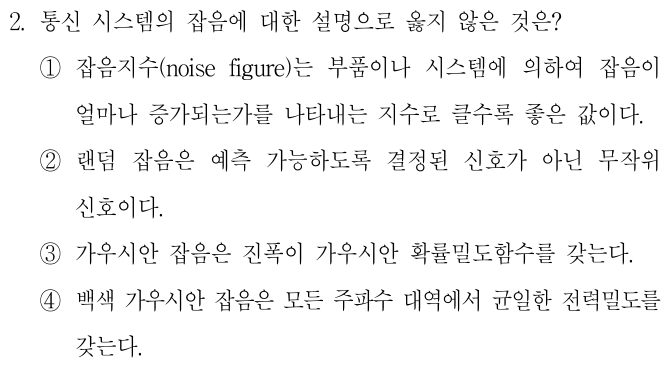 2. 통신 시스템의 잡음에 대한 설명으로 옳지 않은 것은?
① 잡음지수(noise figure)는 부품이나 시스템에 의하여 잡음이
얼마나 증가되는가를 나타내는 지수로 클수록 좋은 값이다.
② 랜덤 잡음은 예측 가능하도록 결정된 신호가 아닌 무작위
신호이다.
③ 가우시안 잡음은 진폭이 가우시안 확률밀도함수를 갖는다.
④ 백색 가우시안 잡음은 모든 주파수 대역에서 균일한 전력밀도를
갖는다.